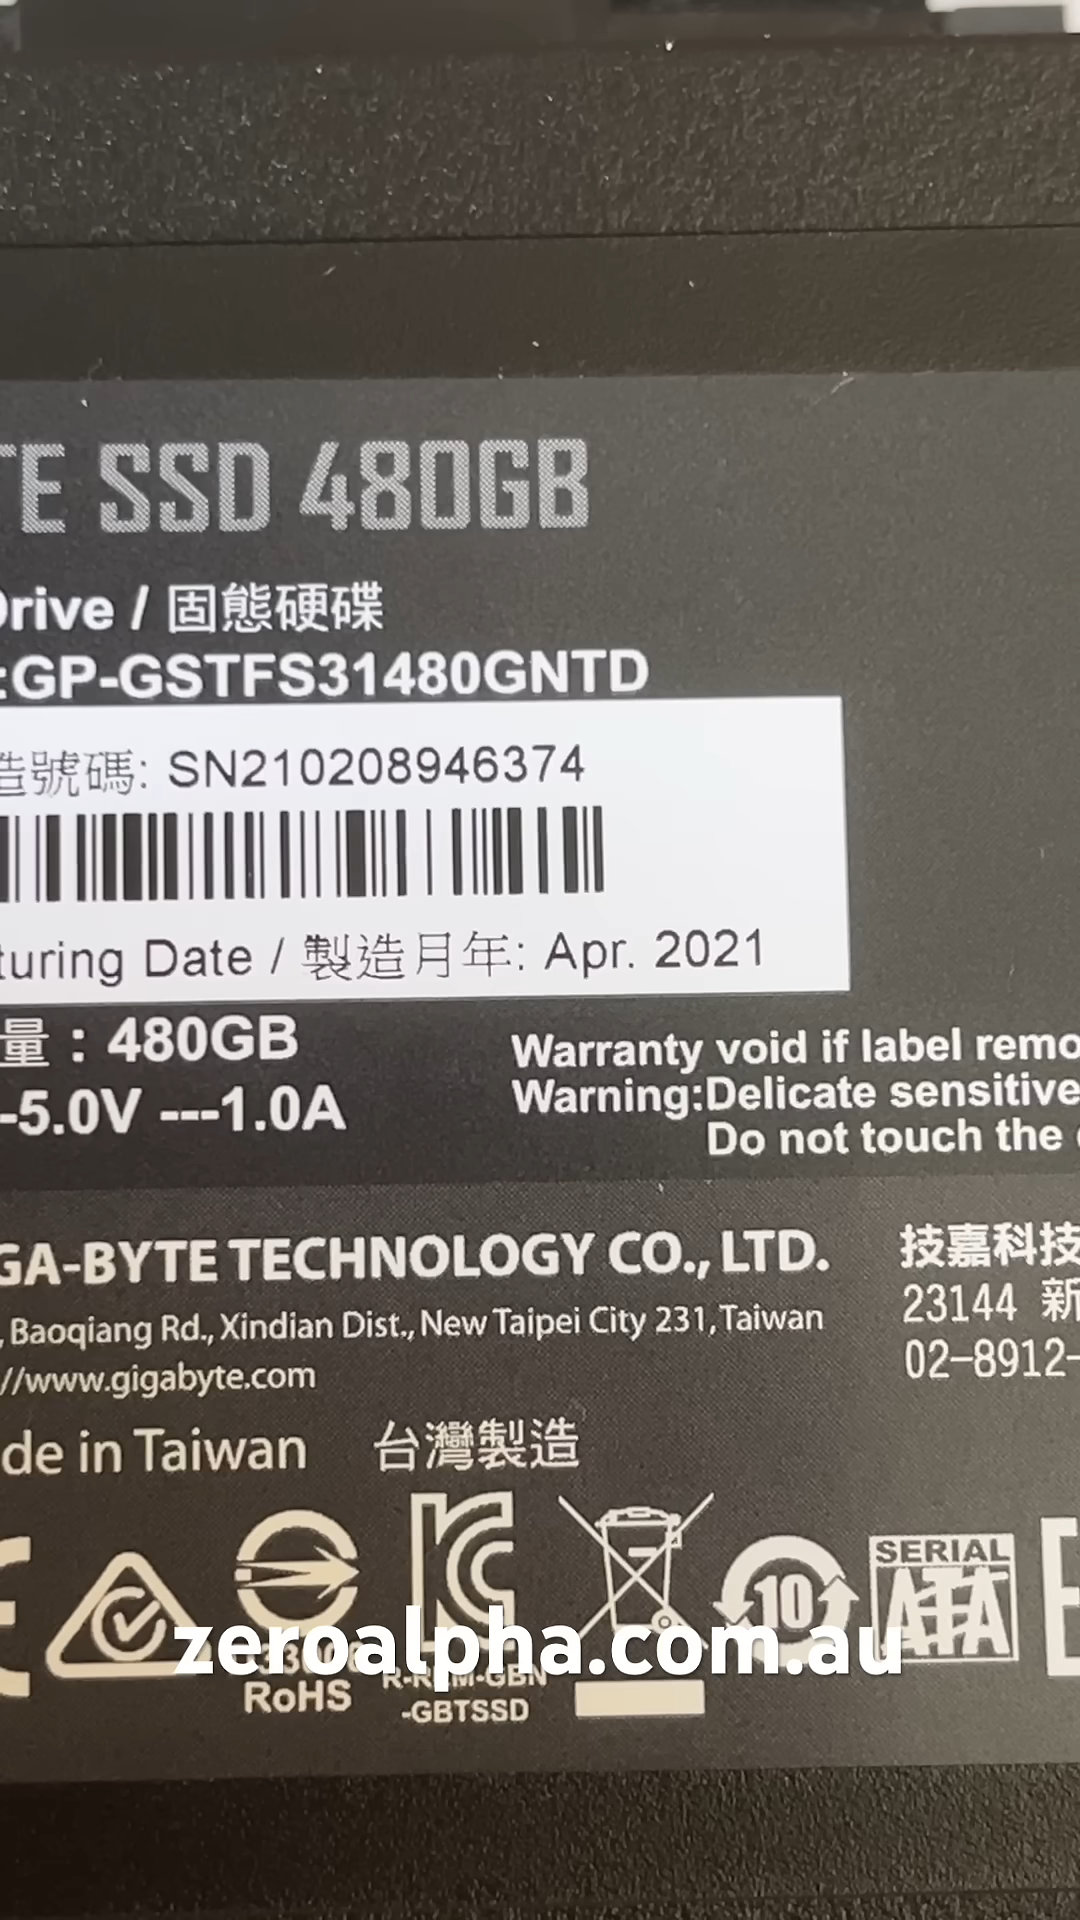 TE SSD 480GB
Drive / 固態硬碟
:GP-GSTFS31480GNTD
造號碼: SN210208946374
turing Date / 製造月年: Apr. 2021
量：480GB
-5.0V ---1.0A
Warranty void if label remo
Warning:Delicate sensitive
Do not touch the
GA-BYTE TECHNOLOGY CO., LTD.
, Baoqiang Rd., Xindian Dist., New Taipei City 231, Taiwan
//www.gigabyte.com
de in Taiwan 台灣製造
技嘉科技
23144 新
02-8912-
10
SERIAL
ATA
zeroalpha.com.au
RoHS
-GBTSSD